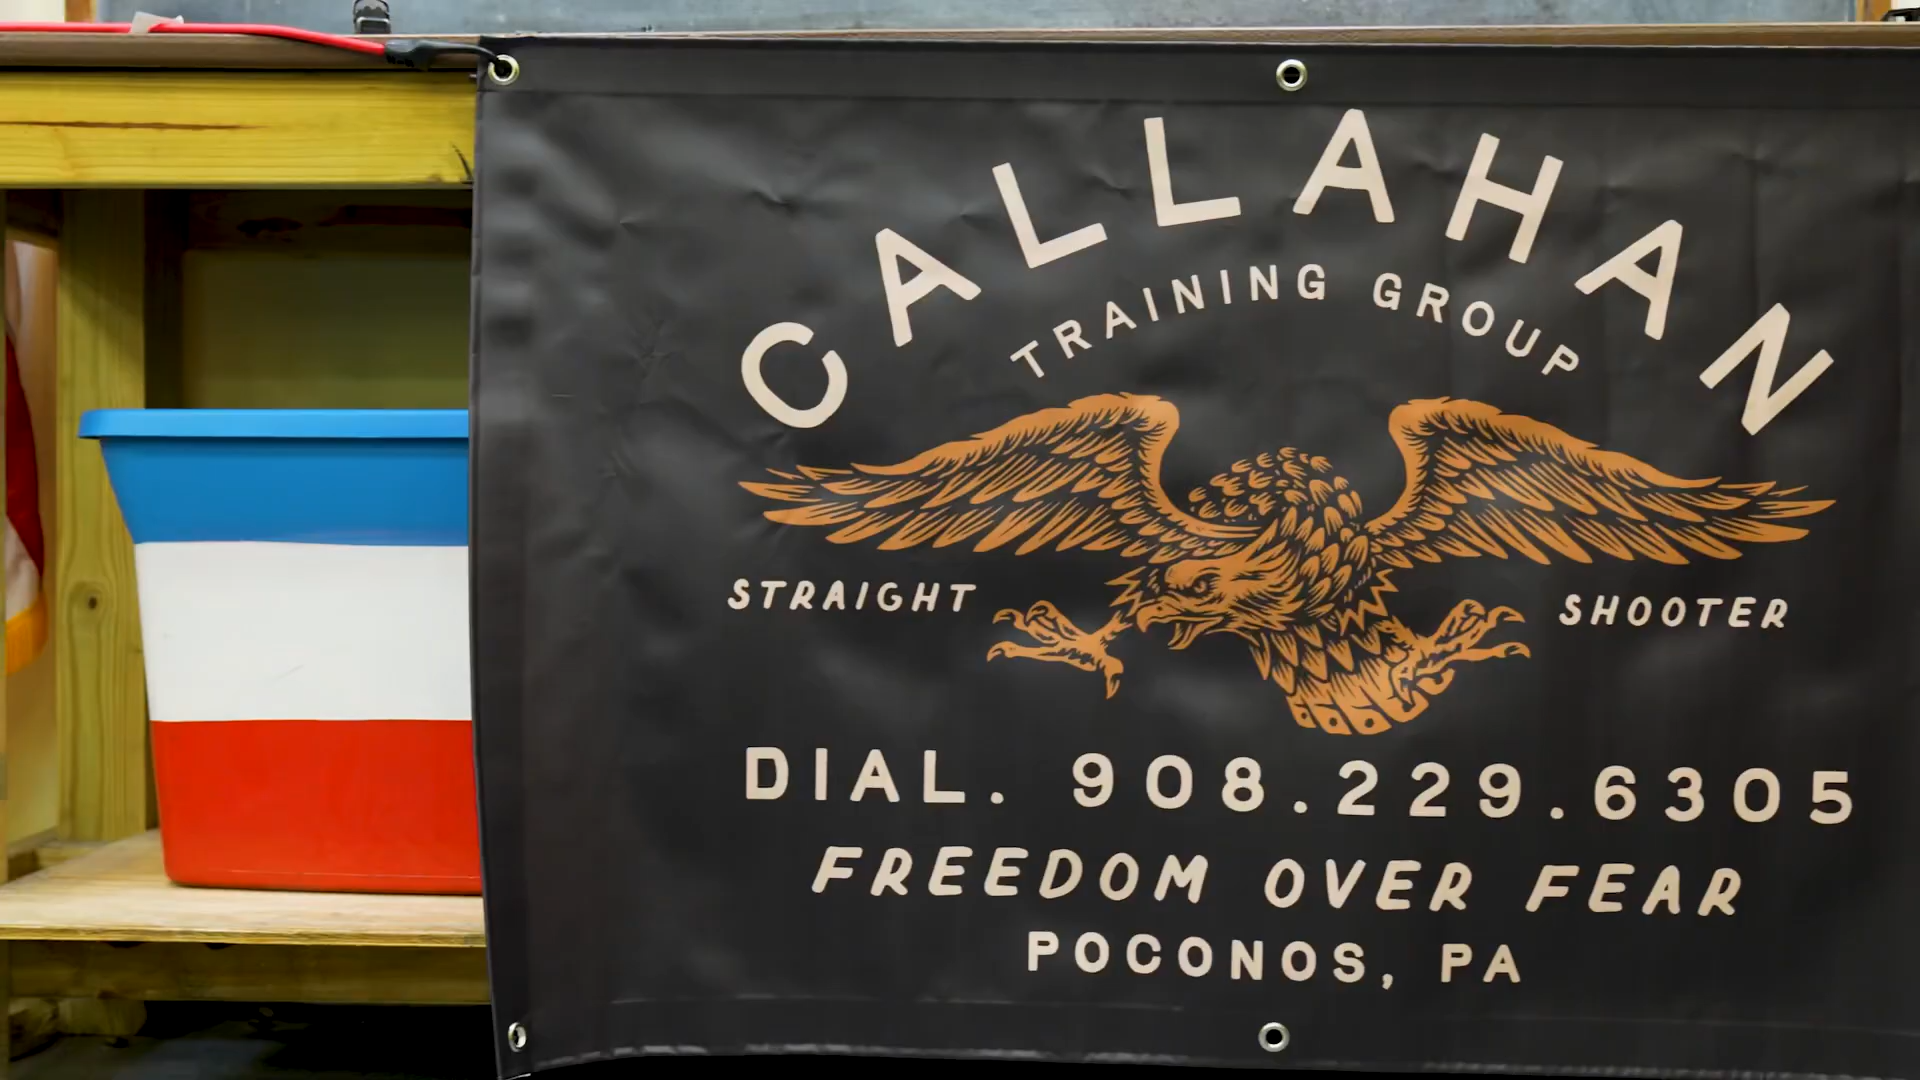 CALLAHAN
TRAINING GROUP
STRAIGHT SHOOTER
DIAL. 908.229.6305
FREEDOM OVER FEAR
POCONOS, PA